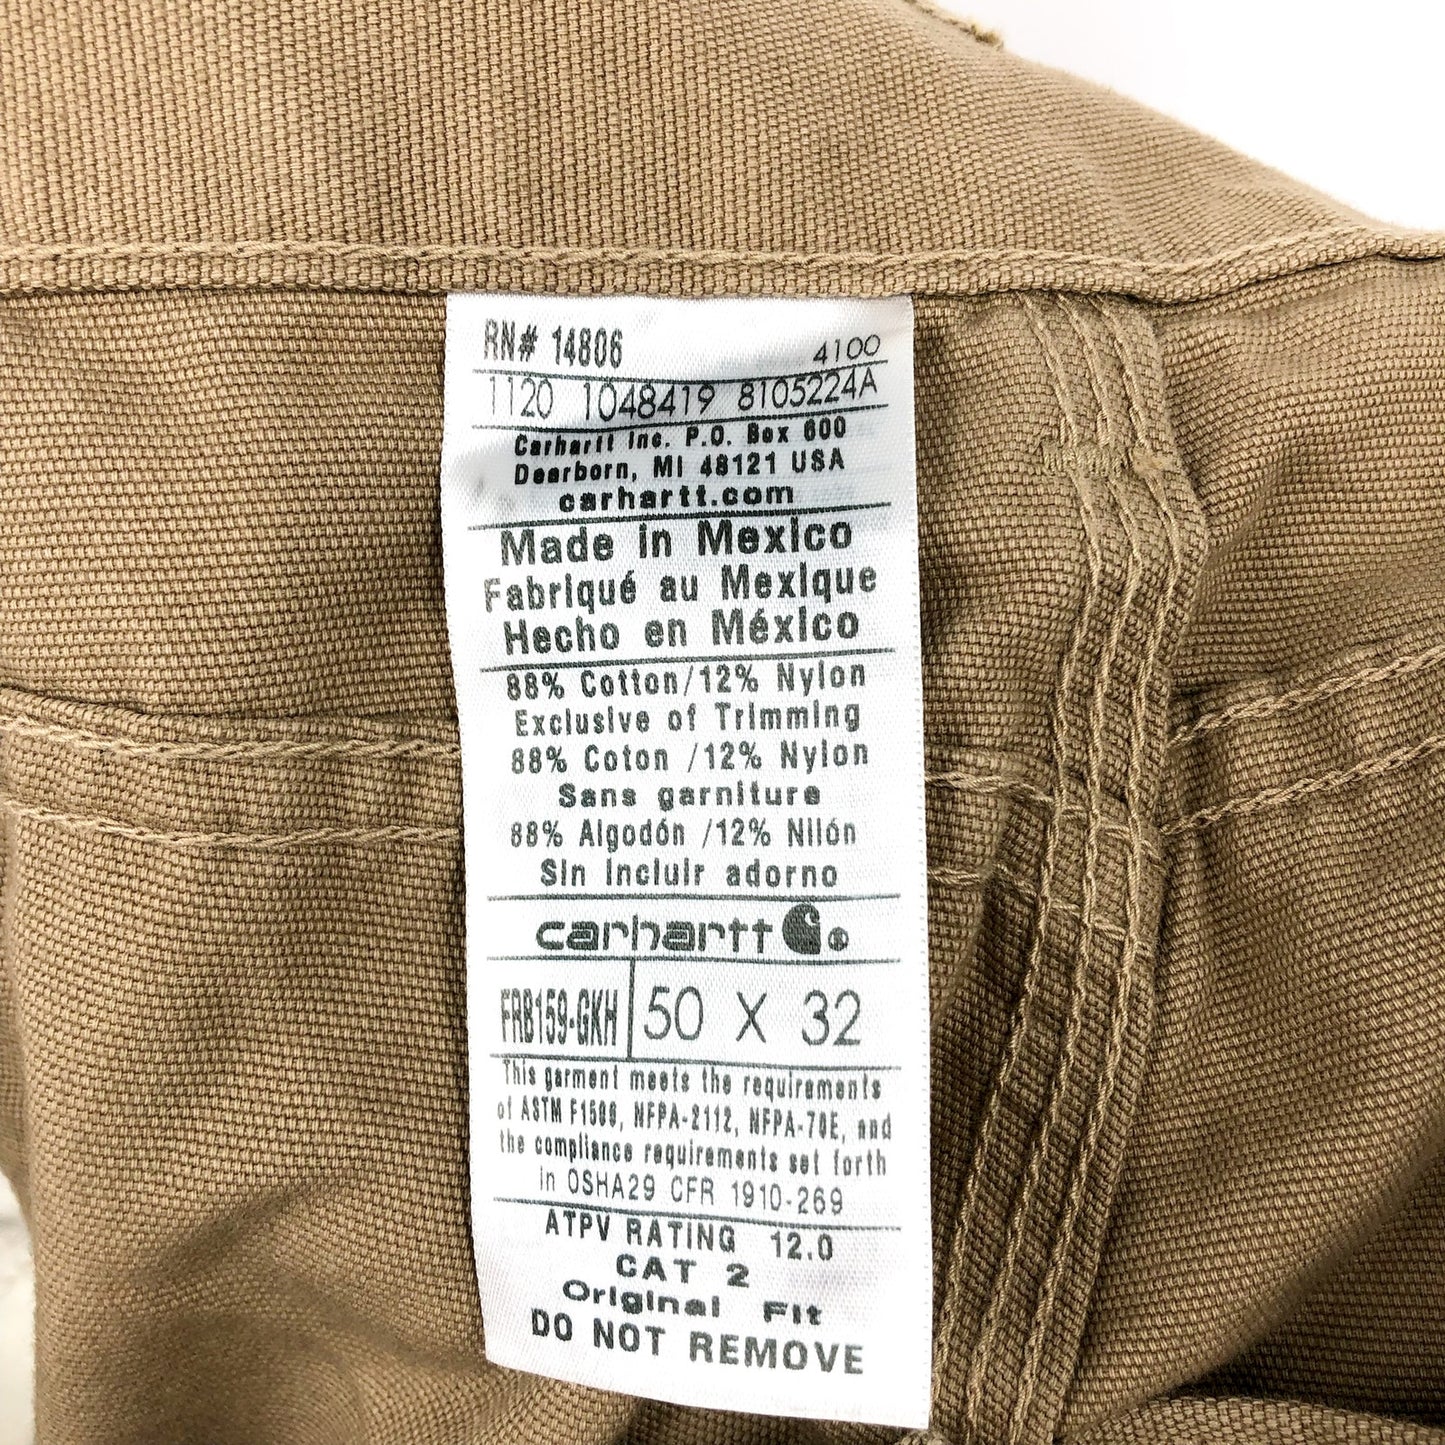 RN# 14806 4100
1120 1048419 8105224A
Carhartt Inc. P.O. Box 600
Dearborn, MI 48121 USA
carhartt.com
Made in Mexico
Fabriqué au Mexique
Hecho en México
88% Cotton/12% Nylon
Exclusive of Trimming
88% Coton /12% Nylon
Sans garniture
88% Algodón /12% Nilón
Sin incluir adorno
carhartt ®
FRB159-GKH 50 X 32
This garment meets the requirements
of ASTM F1506, NFPA-2112, NFPA-70E, and
the compliance requirements set forth
in OSHA29 CFR 1910-269
ATPV RATING 12.0
CAT 2
Original Fit
DO NOT REMOVE